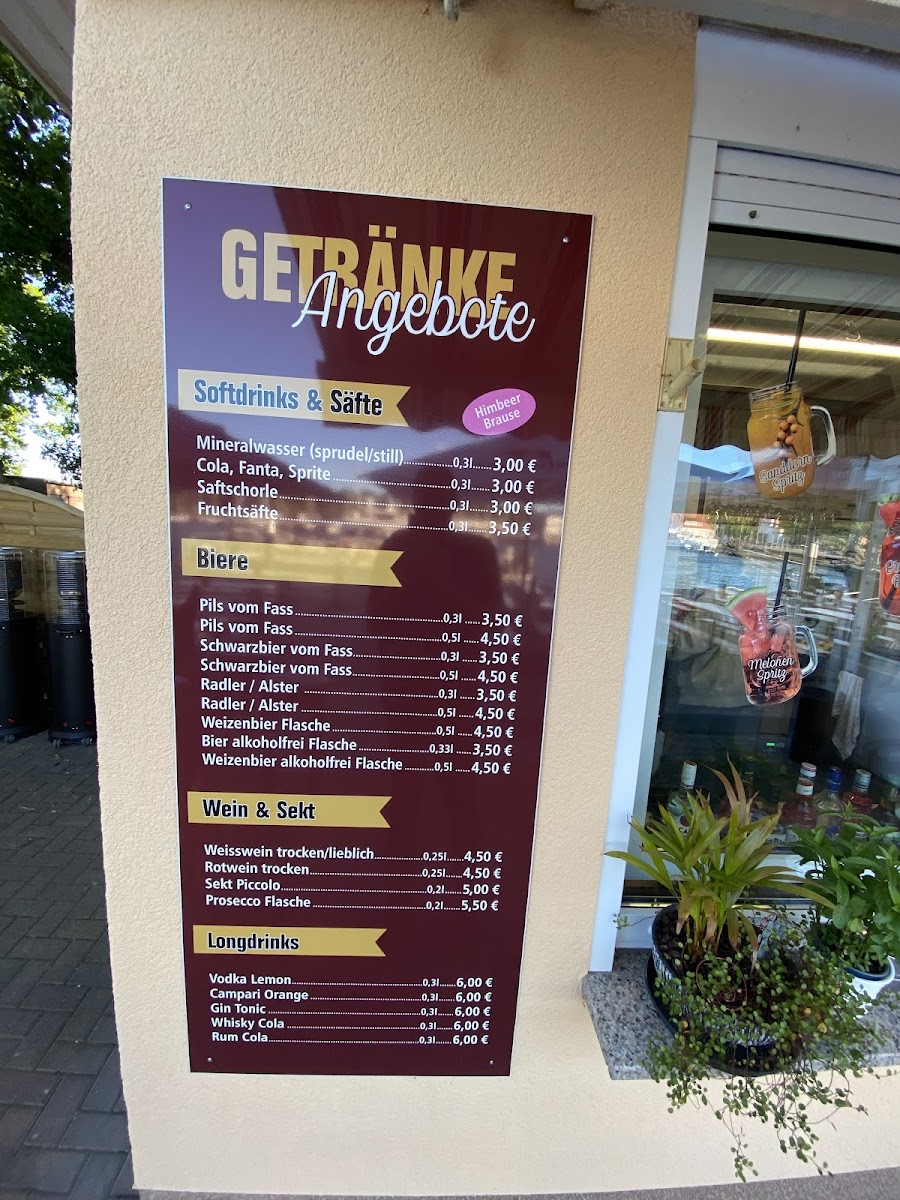 GETRÄNKE
Angebote
Softdrinks & Säfte
Himbeer
Brause
Mineralwasser (sprudel/still)..................0,3l.......3,00 €
Cola, Fanta, Sprite..................0,3l.......3,00 €
Saftschorle..................0,3l.......3,00 €
Fruchtsäfte..................0,3l.......3,50 €
Biere
Pils vom Fass..................0,3l ......3,50 €
Pils vom Fass..................0,5l ......4,50 €
Schwarzbier vom Fass..................0,3l ......3,50 €
Schwarzbier vom Fass..................0,5l ......4,50 €
Radler / Alster ..................0,3l ......3,50 €
Radler / Alster ..................0,5l ......4,50 €
Weizenbier Flasche..................0,5l ......4,50 €
Bier alkoholfrei Flasche..................0,33l ......3,50 €
Weizenbier alkoholfrei Flasche..........0,5l ......4,50 €
Wein & Sekt
Weisswein trocken/lieblich..................0,25l.......4,50 €
Rotwein trocken..................0,25l.......4,50 €
Sekt Piccolo..................0,2l.......5,00 €
Prosecco Flasche..................0,2l.......5,50 €
Longdrinks
Vodka Lemon..................0,3l.......6,00 €
Campari Orange..................0,3l.......6,00 €
Gin Tonic..................0,3l.......6,00 €
Whisky Cola..................0,3l.......6,00 €
Rum Cola..................0,3l.......6,00 €
Sanddorn
Spritz
Melonen
Spritz